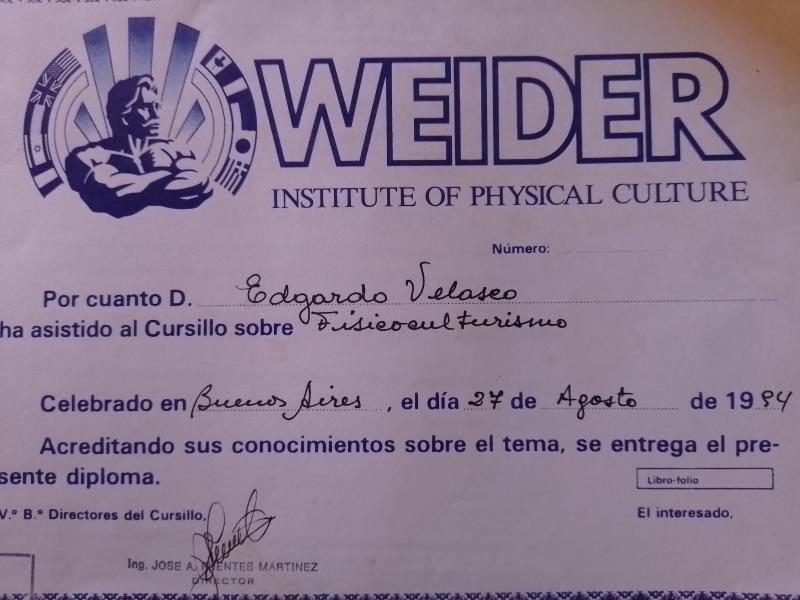 WEIDER
INSTITUTE OF PHYSICAL CULTURE
Número:
Por cuanto D. Edgardo Velasco
ha asistido al Cursillo sobre Fisicoculturismo
Celebrado en Buenos Aires, el día 27 de Agosto de 1994
Acreditando sus conocimientos sobre el tema, se entrega el pre-
sente diploma.
Libro-folio
V.º B.º Directores del Cursillo,
El interesado,
Ing. JOSE A. FUENTES MARTINEZ
DIRECTOR